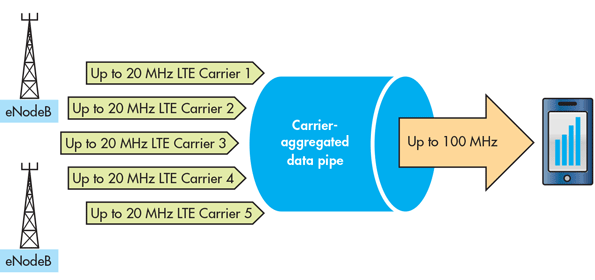 eNodeB
Up to 20 MHz LTE Carrier 1
Up to 20 MHz LTE Carrier 2
Up to 20 MHz LTE Carrier 3
Up to 20 MHz LTE Carrier 4
Up to 20 MHz LTE Carrier 5
eNodeB
Carrier-
aggregated
data pipe
Up to 100 MHz